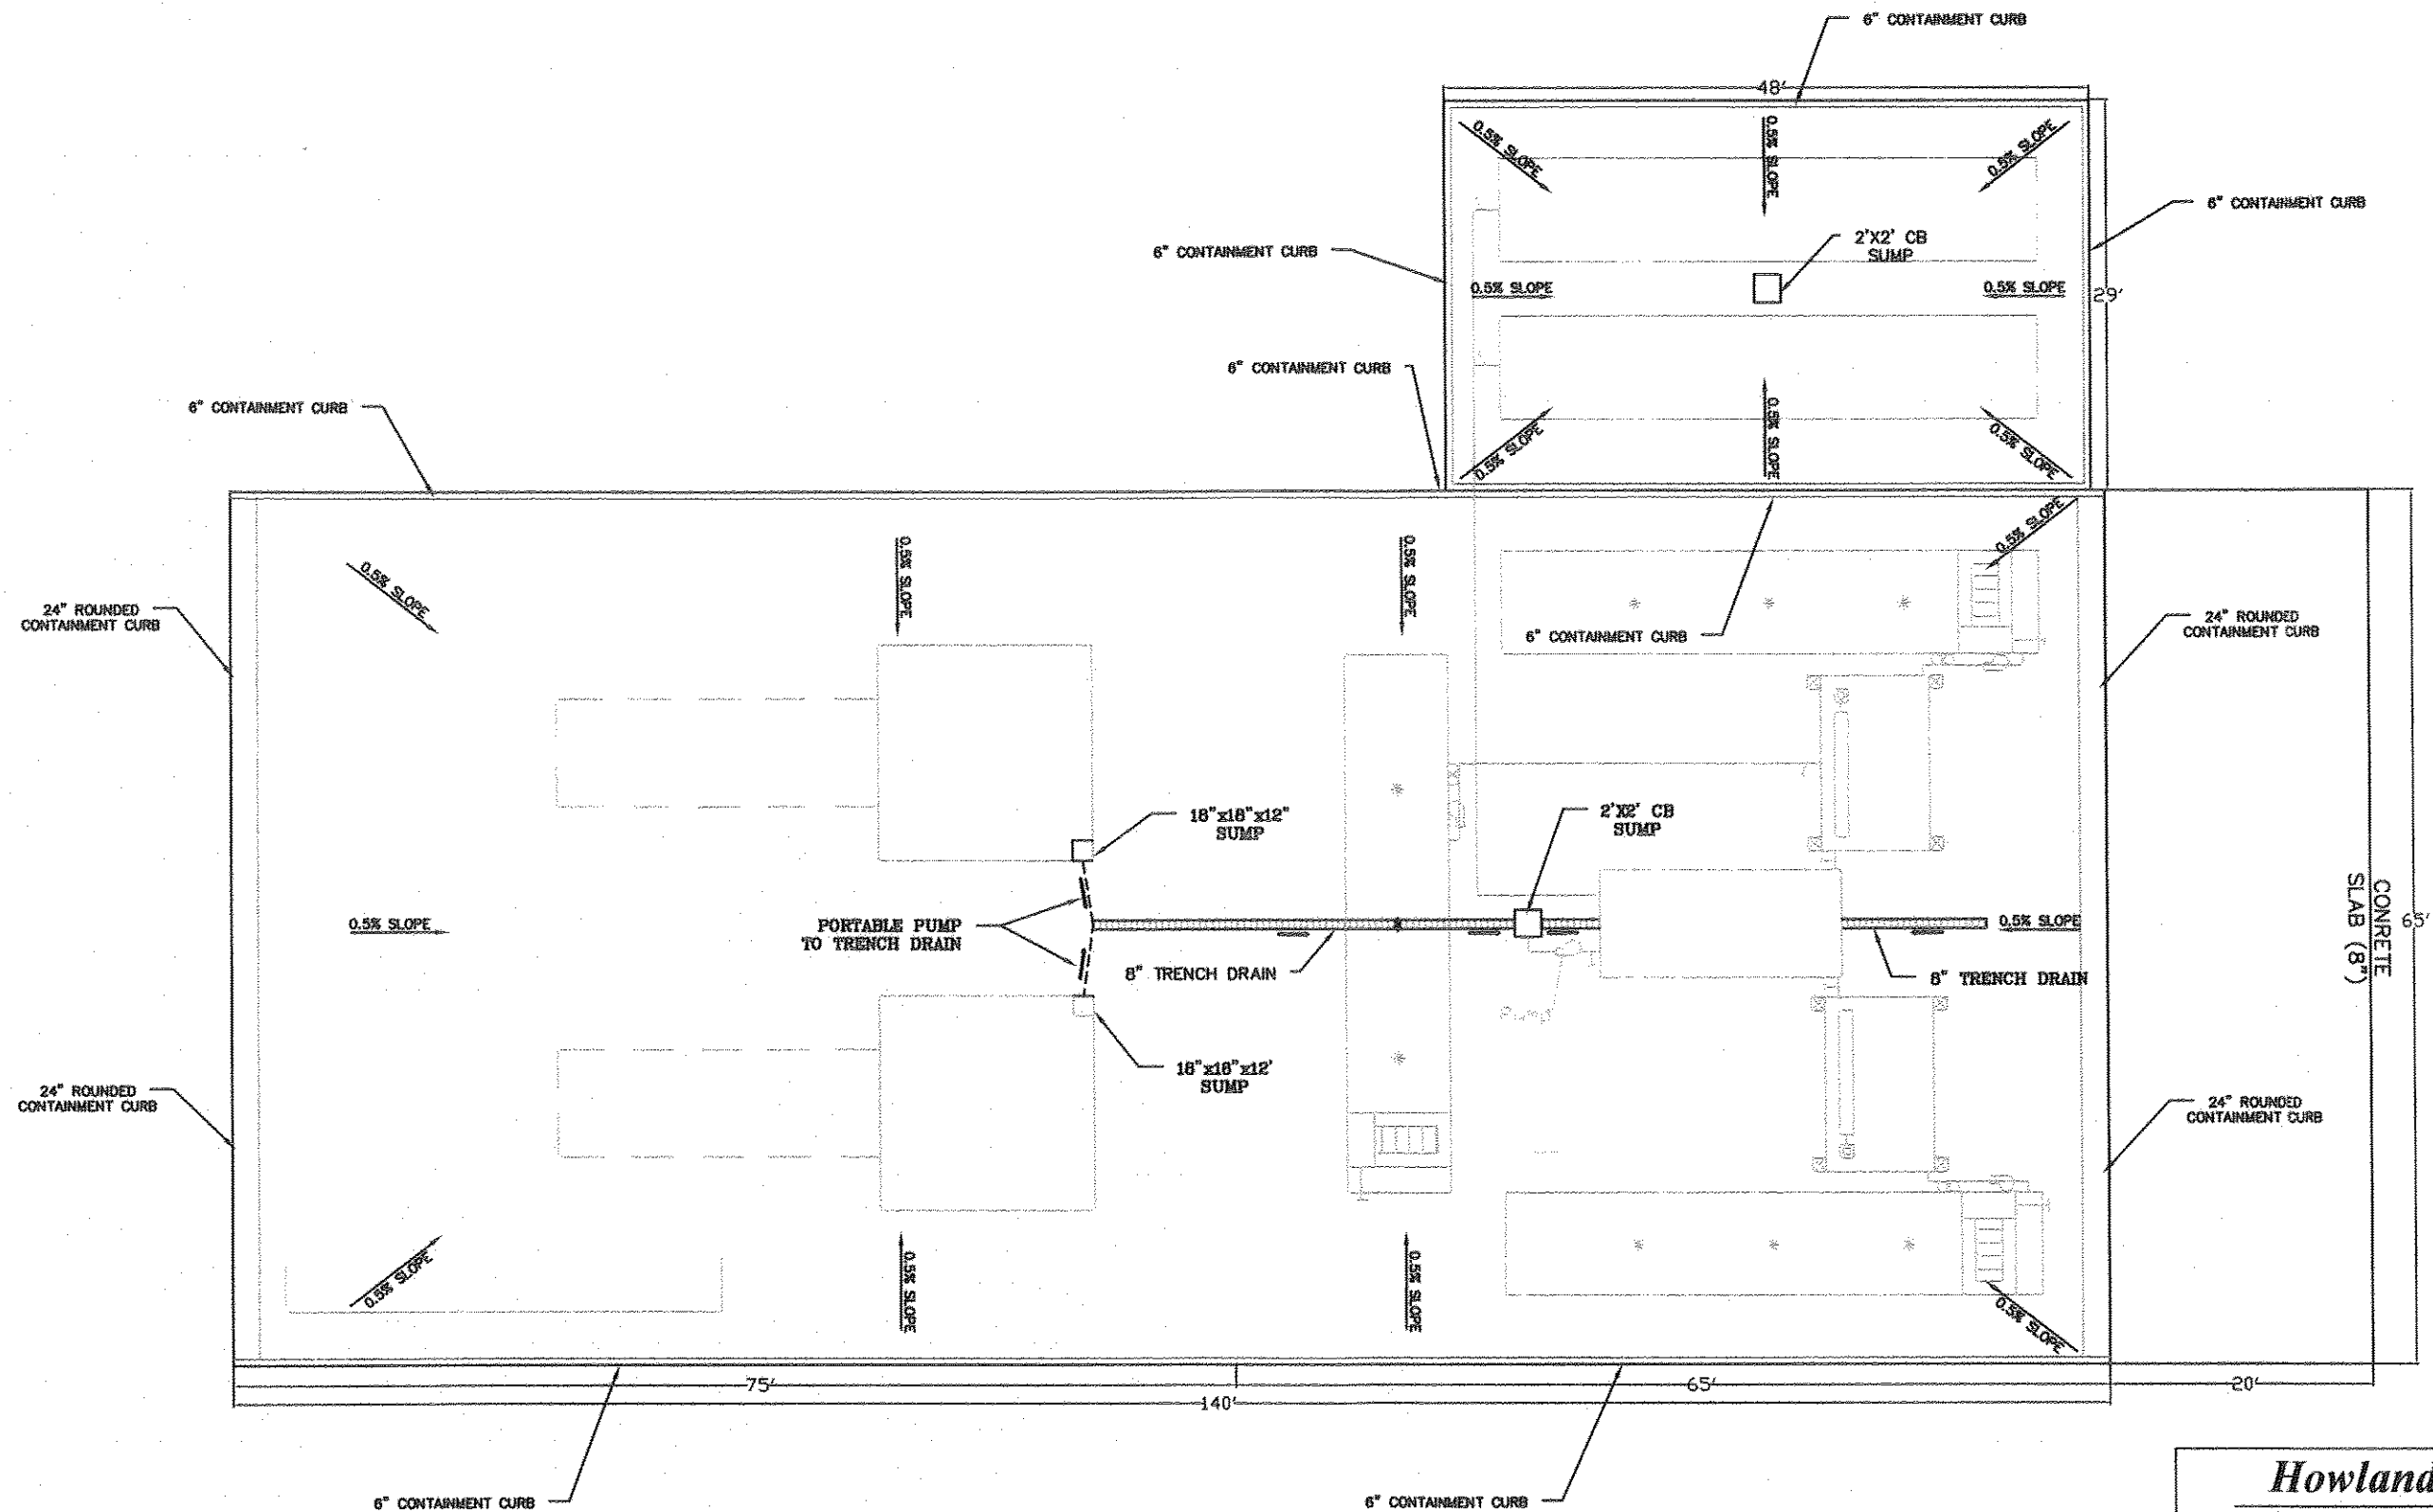 6" CONTAINMENT CURB
48'
0.5% SLOPE
0.5% SLOPE
0.5% SLOPE
6" CONTAINMENT CURB
6" CONTAINMENT CURB
2'X2' CB
SUMP
0.5% SLOPE
0.5% SLOPE
29'
6" CONTAINMENT CURB
6" CONTAINMENT CURB
0.5% SLOPE
0.5% SLOPE
0.5% SLOPE
0.5% SLOPE
0.5% SLOPE
0.5% SLOPE
0.5% SLOPE
24" ROUNDED
CONTAINMENT CURB
6" CONTAINMENT CURB
24" ROUNDED
CONTAINMENT CURB
18"x18"x12"
SUMP
2'X2' CB
SUMP
0.5% SLOPE
PORTABLE PUMP
TO TRENCH DRAIN
8" TRENCH DRAIN
0.5% SLOPE
8" TRENCH DRAIN
CONRETE
SLAB (8")
65'
Pump
18"x18"x12'
SUMP
24" ROUNDED
CONTAINMENT CURB
24" ROUNDED
CONTAINMENT CURB
0.5% SLOPE
0.5% SLOPE
0.5% SLOPE
0.5% SLOPE
75'
65'
20'
140'
6" CONTAINMENT CURB
6" CONTAINMENT CURB
Howland